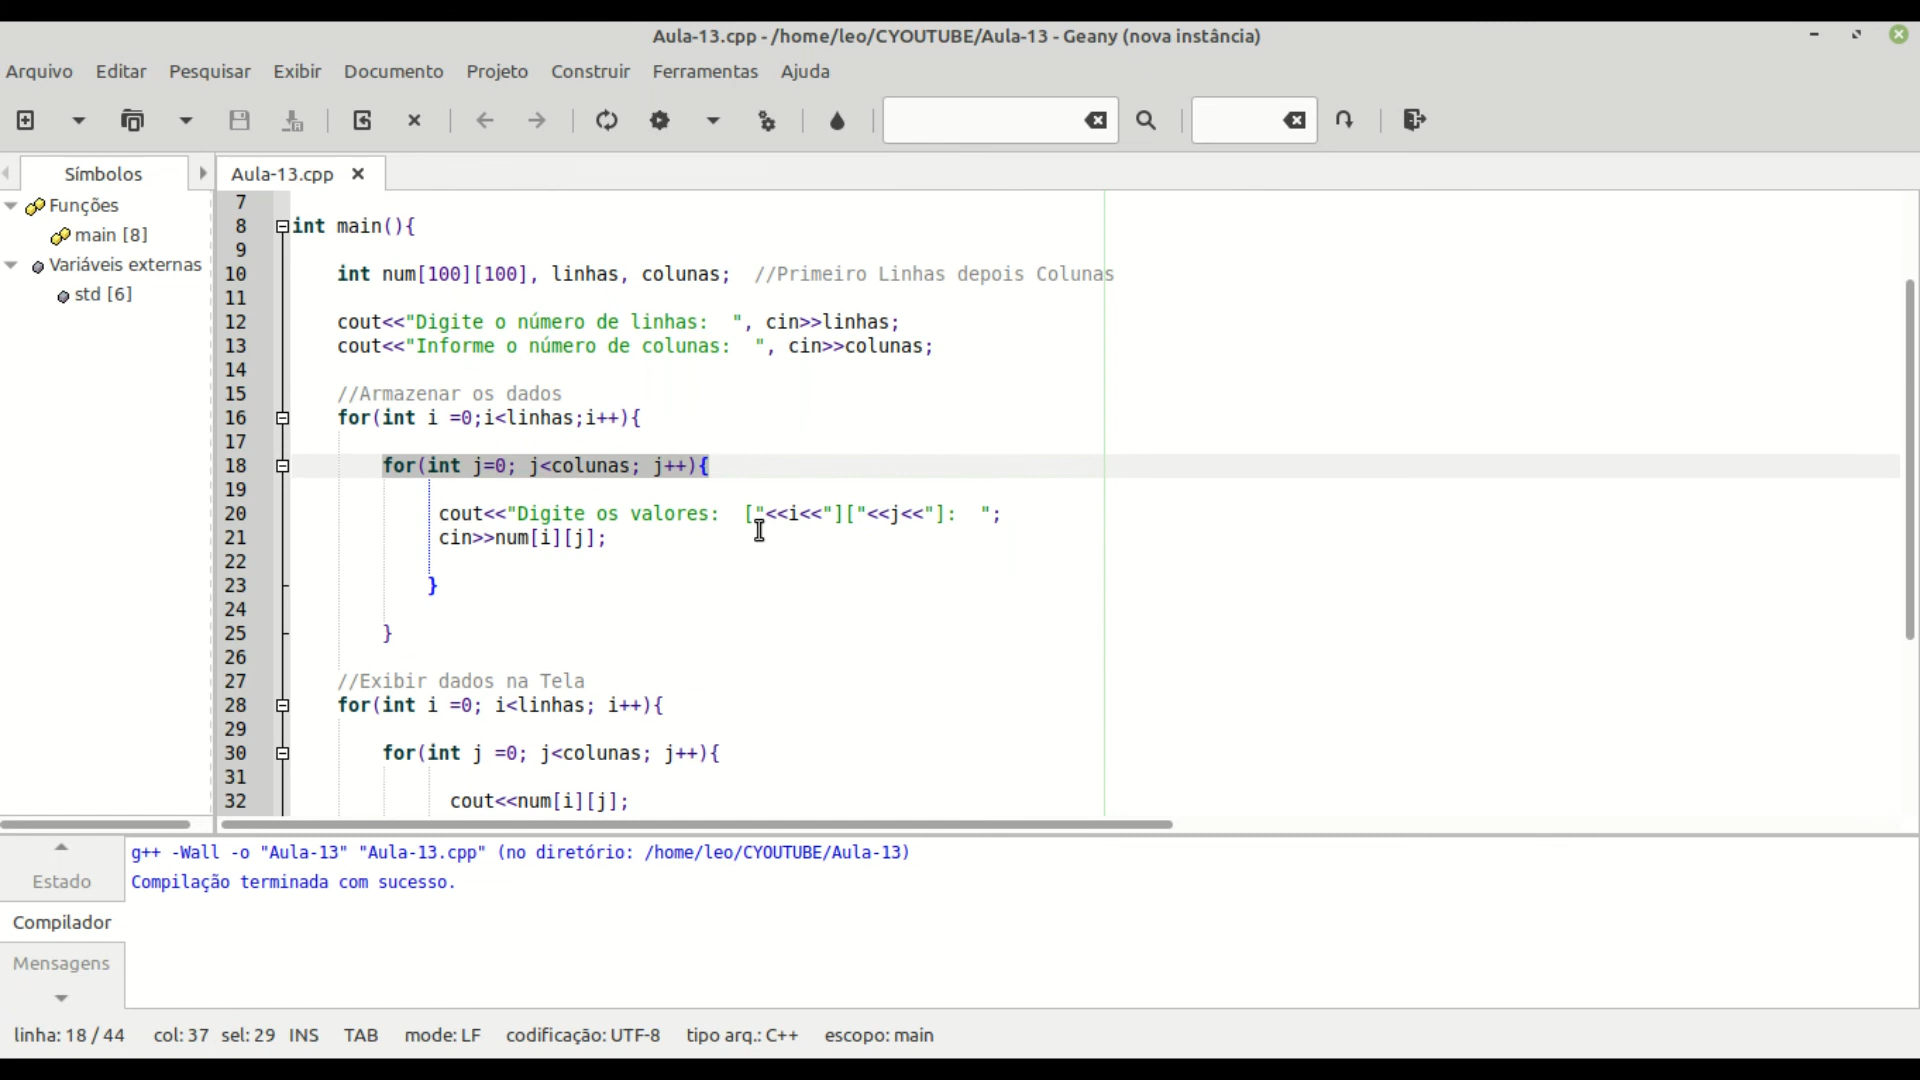 Aula-13.cpp - /home/leo/CYOUTUBE/Aula-13 - Geany (nova instância)
Arquivo Editar Pesquisar Exibir Documento Projeto Construir Ferramentas Ajuda
Símbolos
Funções
main [8]
Variáveis externas
std [6]
Aula-13.cpp
7
8 int main(){
9
10 int num[100][100], linhas, colunas; //Primeiro Linhas depois Colunas
11
12 cout<<"Digite o número de linhas:  ", cin>>linhas;
13 cout<<"Informe o número de colunas:  ", cin>>colunas;
14
15 //Armazenar os dados
16 for(int i =0;i<linhas;i++){
17
18 for(int j=0; j<colunas; j++){
19
20 cout<<"Digite os valores:  ["<<i<<"]["<<j<<"]:  ";
21 cin>>num[i][j];
22
23 }
24
25 }
26
27 //Exibir dados na Tela
28 for(int i =0; i<linhas; i++){
29
30 for(int j =0; j<colunas; j++){
31
32 cout<<num[i][j];
Estado
Compilador
Mensagens
g++ -Wall -o "Aula-13" "Aula-13.cpp" (no diretório: /home/leo/CYOUTUBE/Aula-13)
Compilação terminada com sucesso.
linha: 18 / 44 col: 37 sel: 29 INS TAB mode: LF codificação: UTF-8 tipo arq.: C++ escopo: main